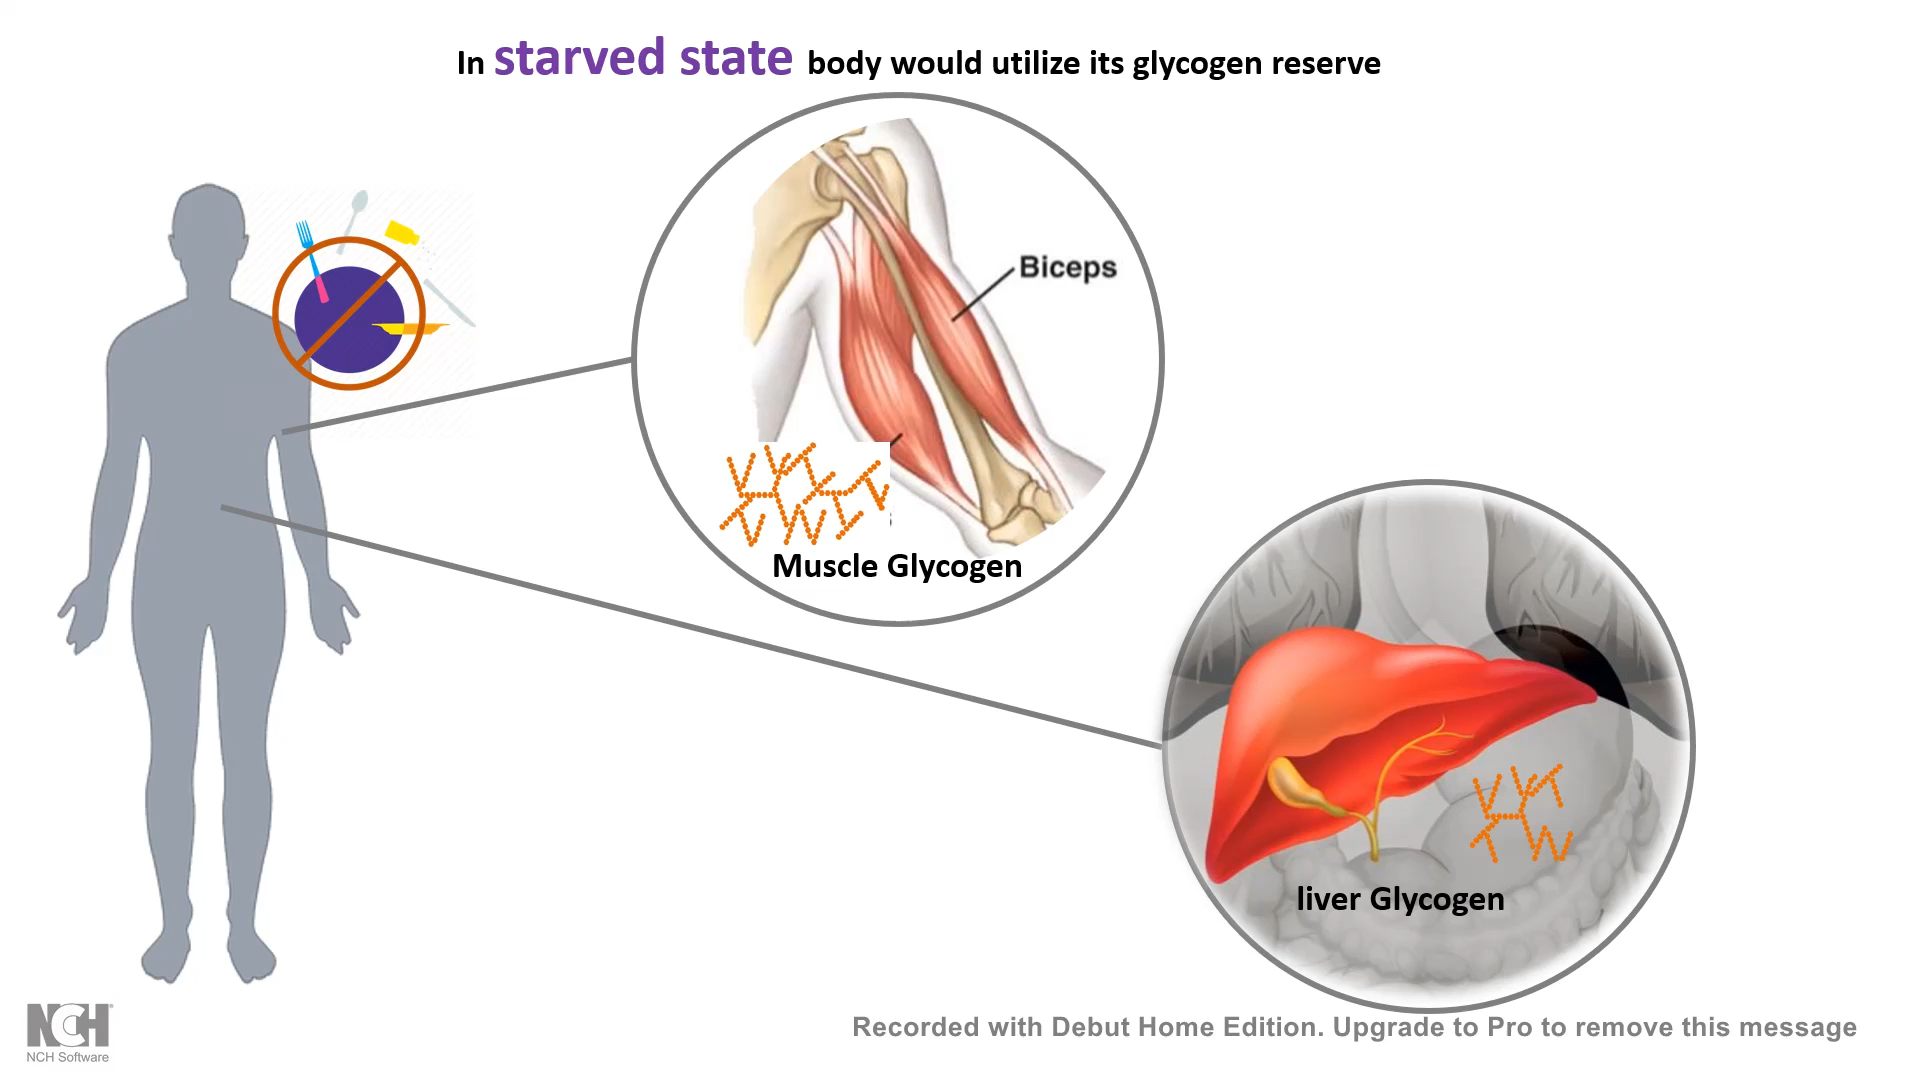 In starved state body would utilize its glycogen reserve
Biceps
Muscle Glycogen
liver Glycogen
NCH®
NCH Software
Recorded with Debut Home Edition. Upgrade to Pro to remove this message